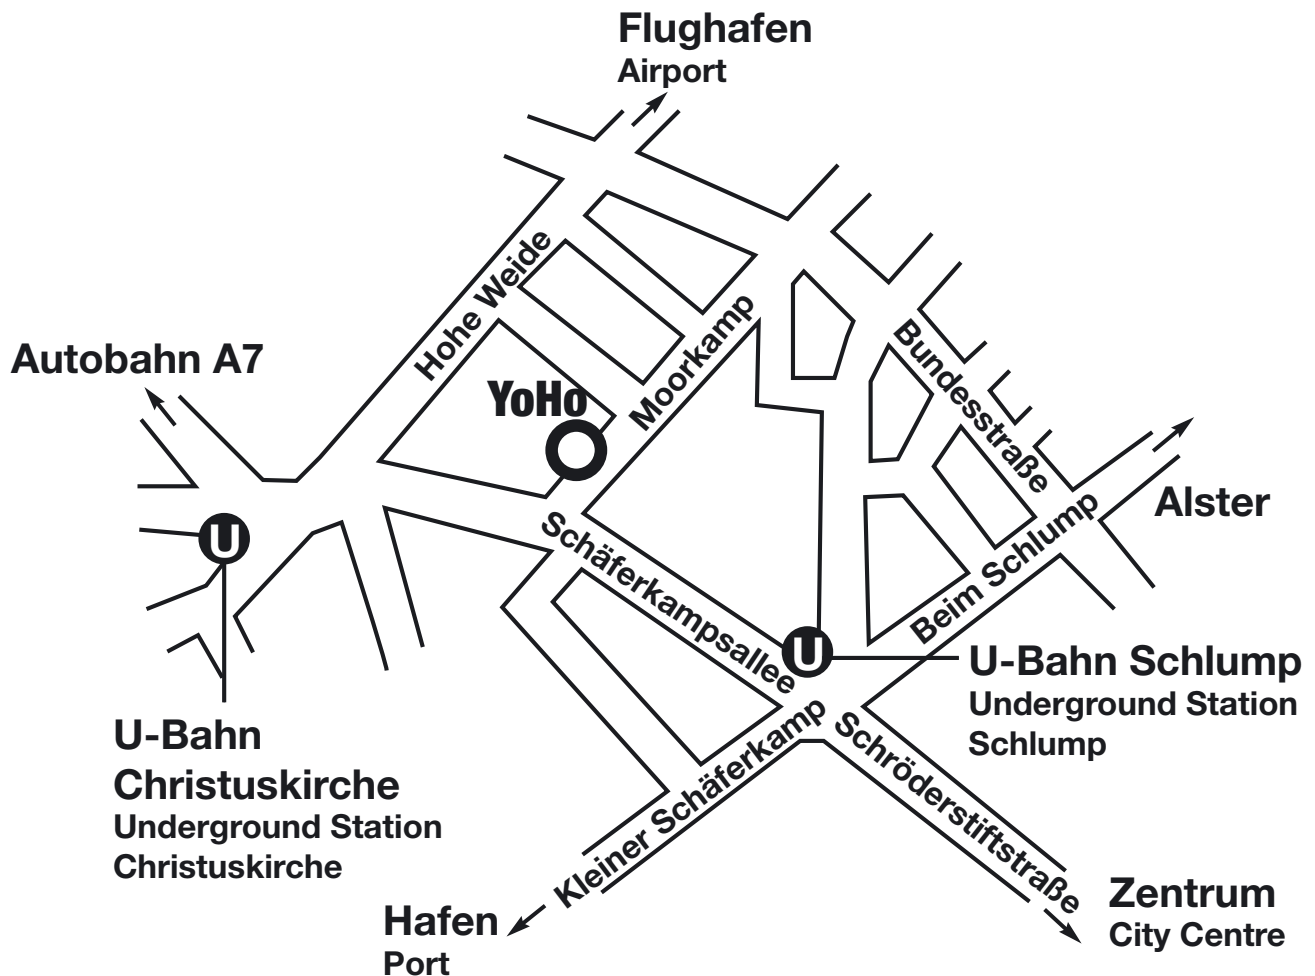 Flughafen
Airport
Hohe Weide
Moorkamp
Bundesstraße
Autobahn A7
YoHo
Alster
U
Schäferkampsallee
Beim Schlump
U
U-Bahn Schlump
Underground Station
Schlump
U-Bahn
Christuskirche
Underground Station
Christuskirche
Kleiner Schäferkamp
Schröderstiftstraße
Hafen
Port
Zentrum
City Centre